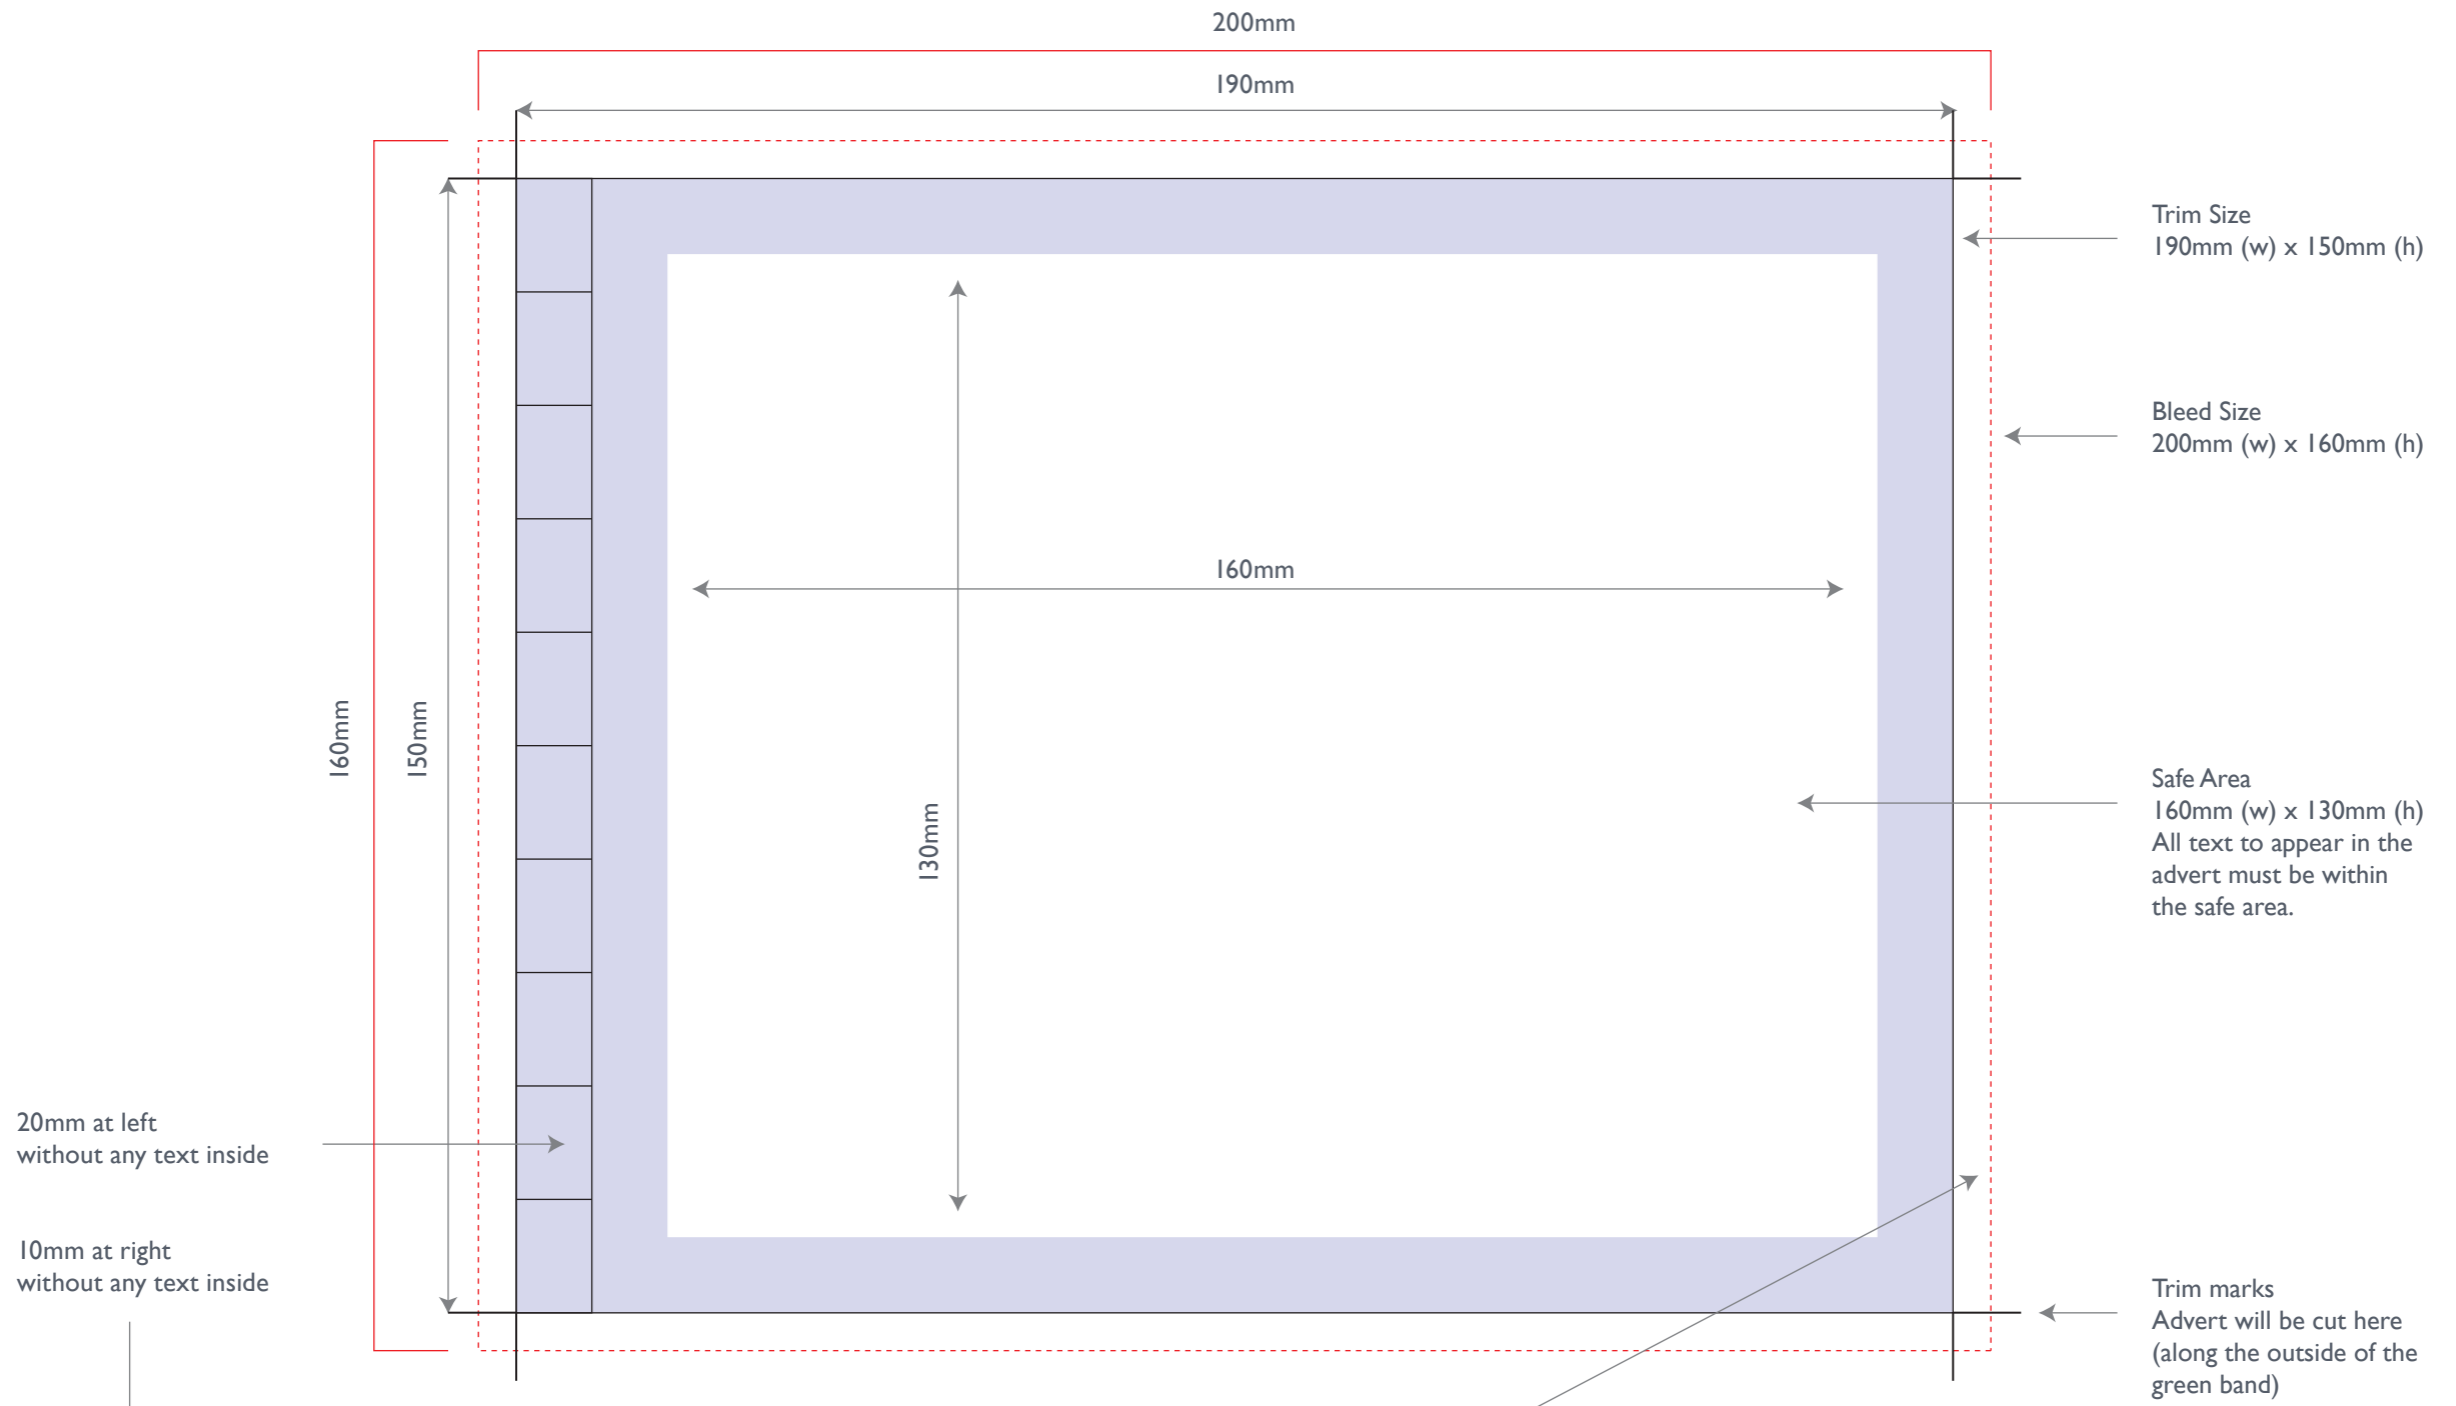 200mm
190mm
Trim Size
190mm (w) x 150mm (h)
Bleed Size
200mm (w) x 160mm (h)
160mm
160mm
150mm
130mm
Safe Area
160mm (w) x 130mm (h)
All text to appear in the
advert must be within
the safe area.
20mm at left
without any text inside
10mm at right
without any text inside
Trim marks
Advert will be cut here
(along the outside of the
green band)